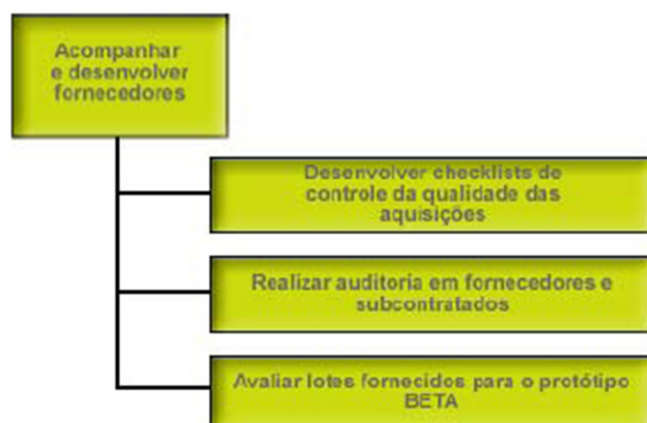 Acompanhar
e desenvolver
fornecedores
Desenvolver checklists de
controle da qualidade das
aquisições
Realizar auditoria em fornecedores e
subcontratados
Avaliar lotes fornecidos para o protótipo
BETA